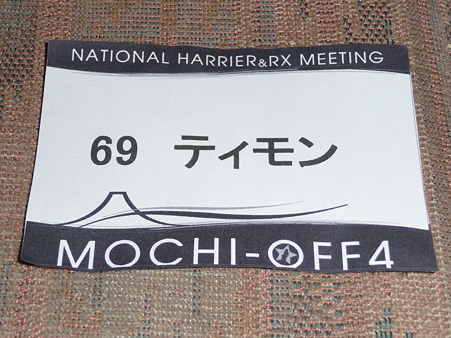 NATIONAL HARRIER&RX MEETING
69 ティモン
MOCHI-OFF4